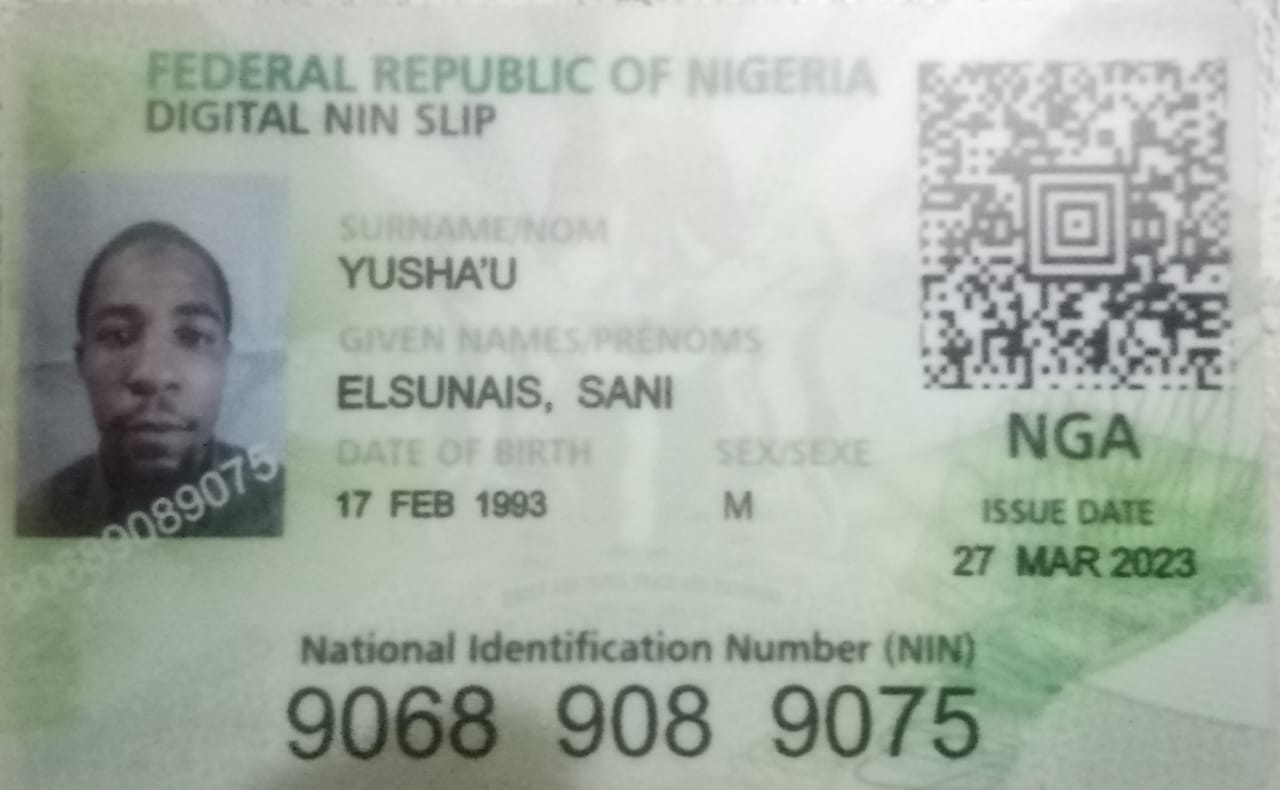 FEDERAL REPUBLIC OF NIGERIA
DIGITAL NIN SLIP
SURNAME/NOM
YUSHA'U
GIVEN NAMES/PRÉNOMS
ELSUNAIS, SANI
DATE OF BIRTH SEX/SEXE
17 FEB 1993 M
NGA
ISSUE DATE
27 MAR 2023
90689089075
National Identification Number (NIN)
9068 908 9075